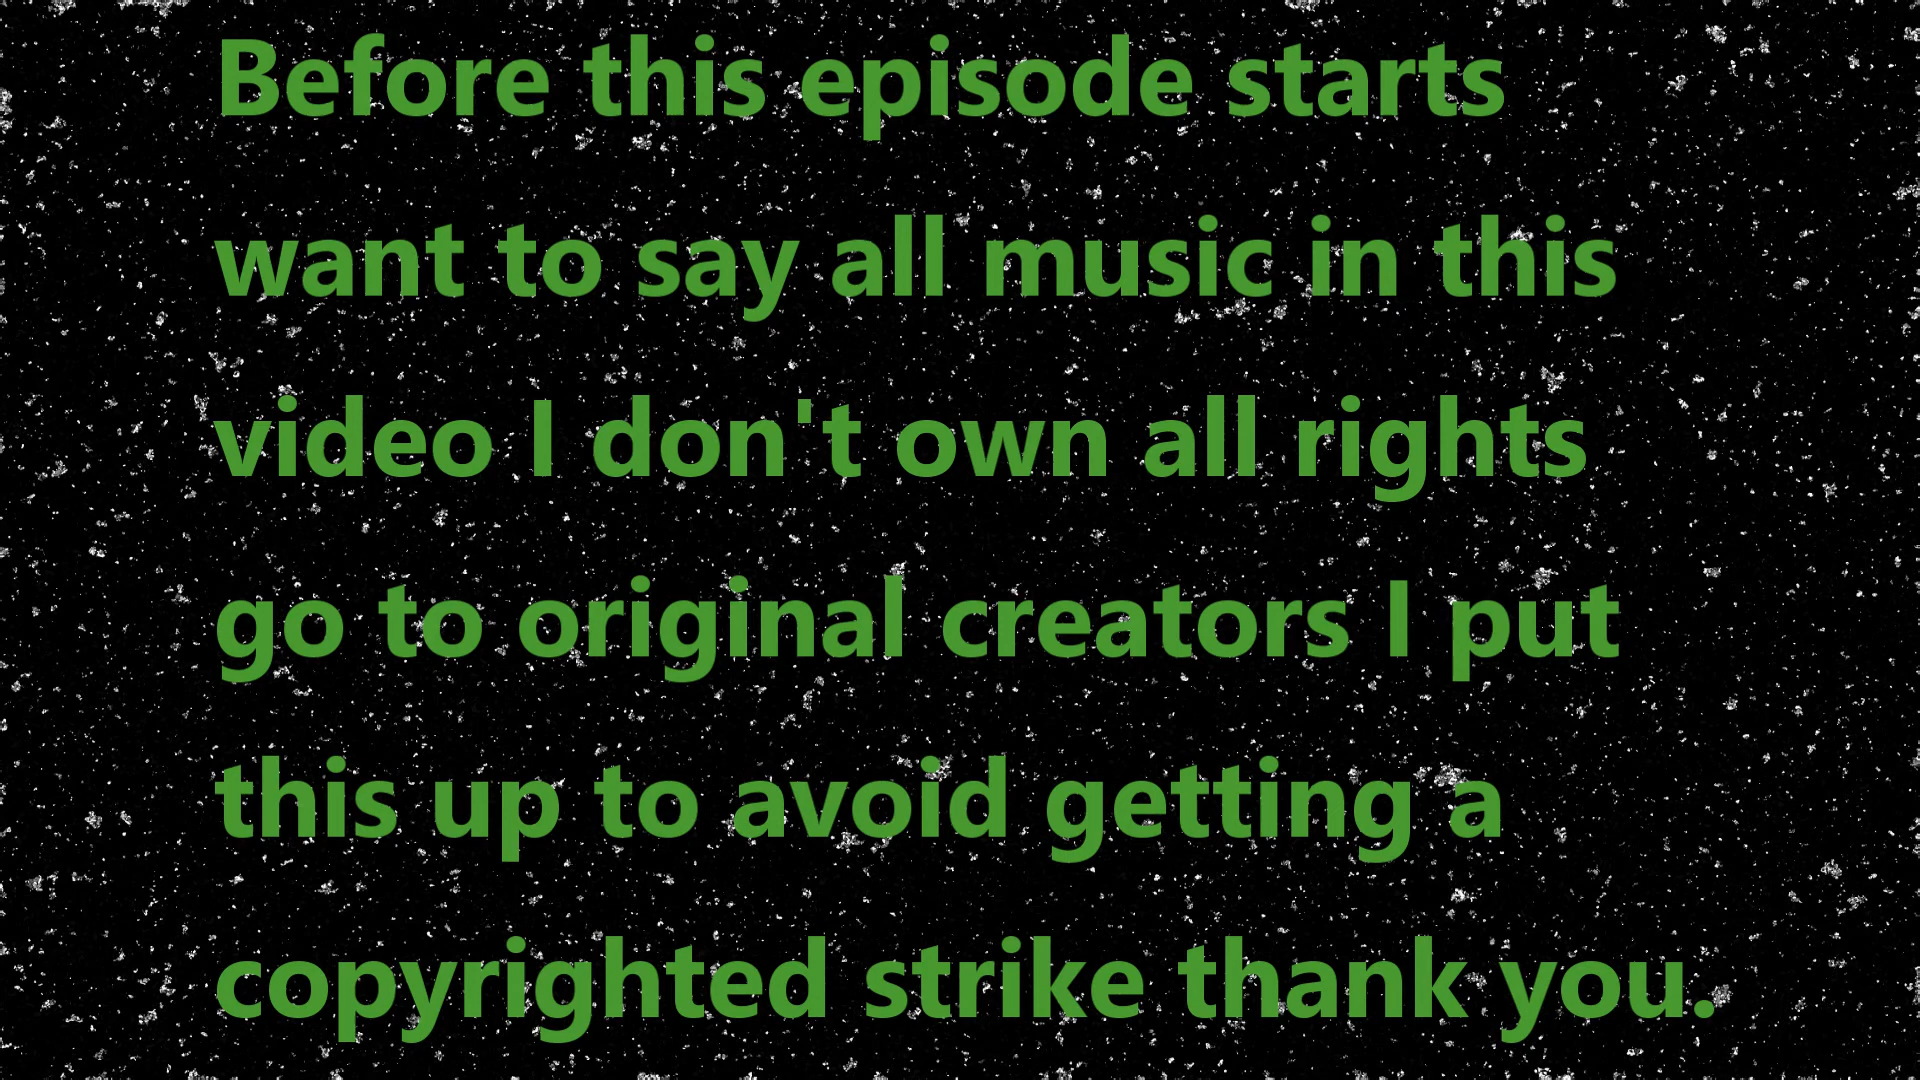 Before this episode starts
want to say all music in this
video I don't own all rights
go to original creators I put
this up to avoid getting a
copyrighted strike thank you.